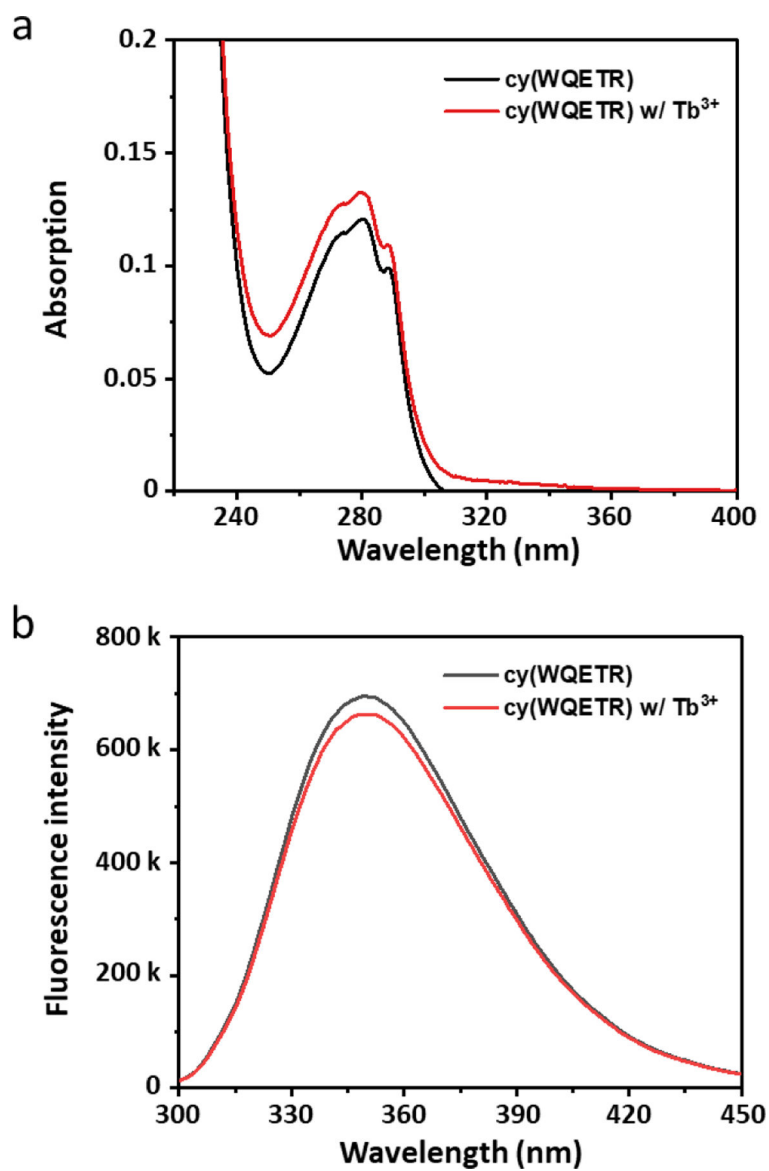 a
0.2
0.15
0.1
0.05
0
Absorption
cy(WQETR)
cy(WQETR) w/ Tb³⁺
240 280 320 360 400
Wavelength (nm)
b
800 k
600 k
400 k
200 k
0
Fluorescence intensity
cy(WQETR)
cy(WQETR) w/ Tb³⁺
300 330 360 390 420 450
Wavelength (nm)